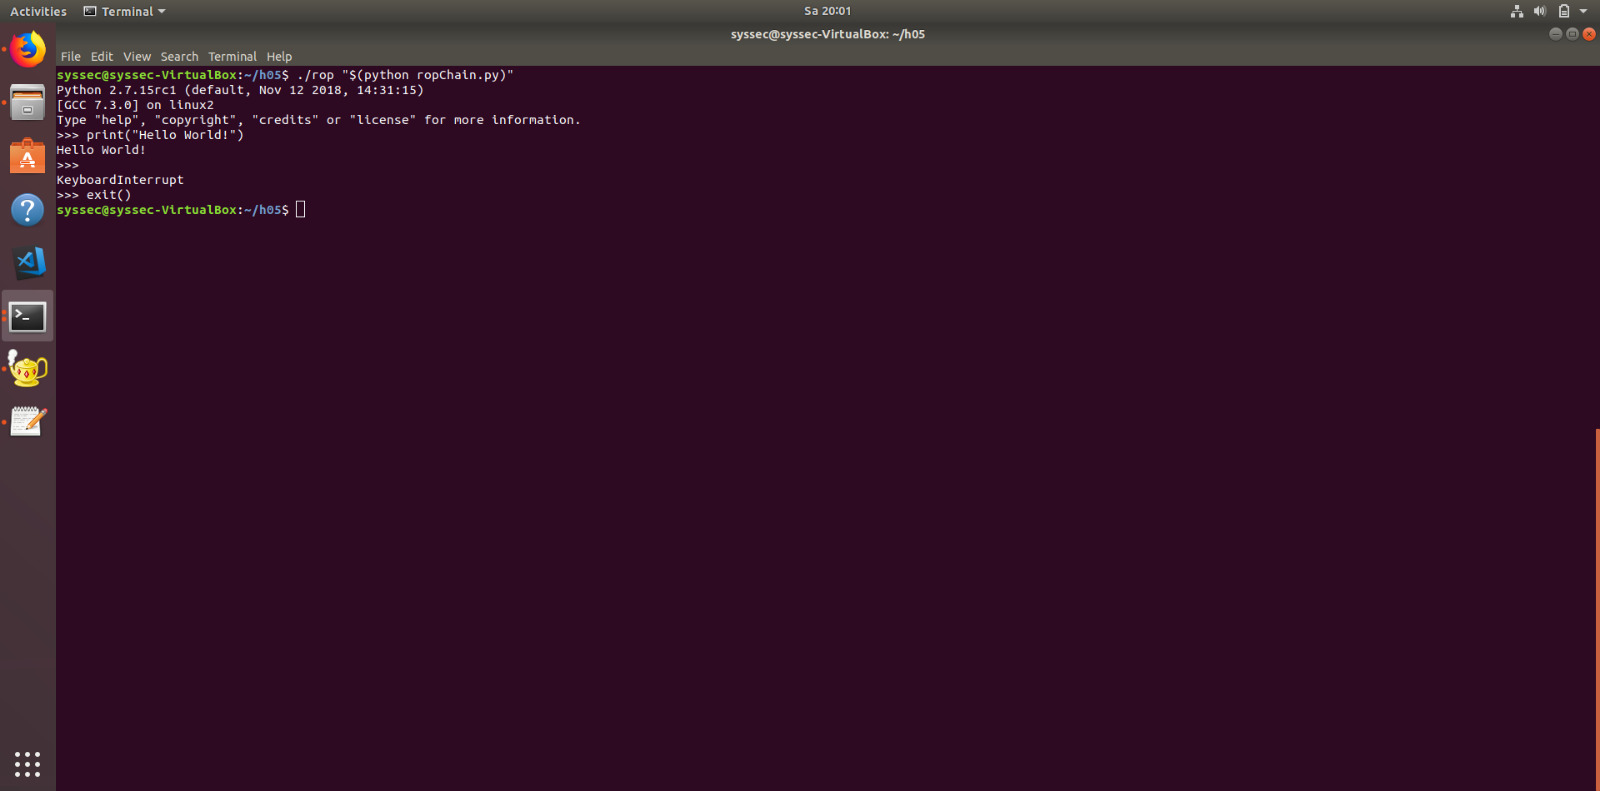 Activities Terminal Sa 20:01
syssec@syssec-VirtualBox: ~/h05
File Edit View Search Terminal Help
syssec@syssec-VirtualBox:~/h05$ ./rop "$(python ropChain.py)"
Python 2.7.15rc1 (default, Nov 12 2018, 14:31:15)
[GCC 7.3.0] on linux2
Type "help", "copyright", "credits" or "license" for more information.
>>> print("Hello World!")
Hello World!
>>>
KeyboardInterrupt
>>> exit()
syssec@syssec-VirtualBox:~/h05$